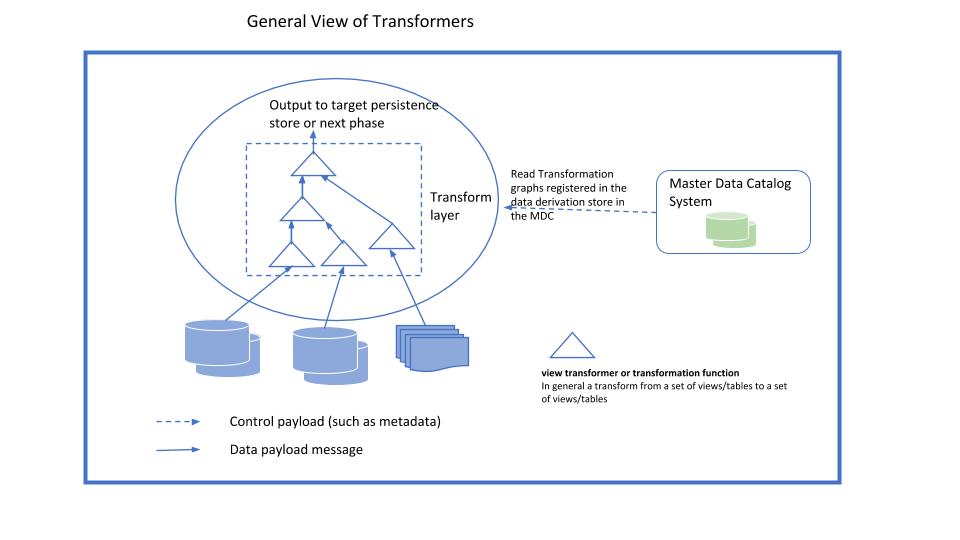 General View of Transformers
Output to target persistence
store or next phase
Transform
layer
Read Transformation
graphs registered in the
data derivation store in
the MDC
Master Data Catalog
System
view transformer or transformation function
In general a transform from a set of views/tables to a set
of views/tables
Control payload (such as metadata)
Data payload message